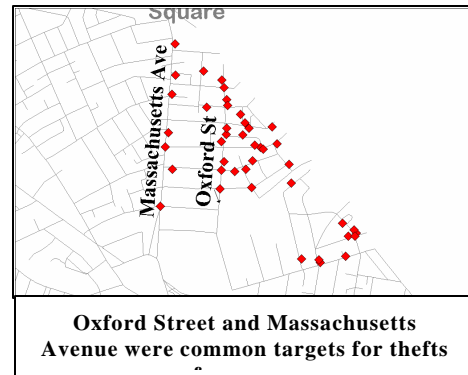 Square
Massachusetts Ave
Oxford St
Oxford Street and Massachusetts
Avenue were common targets for thefts